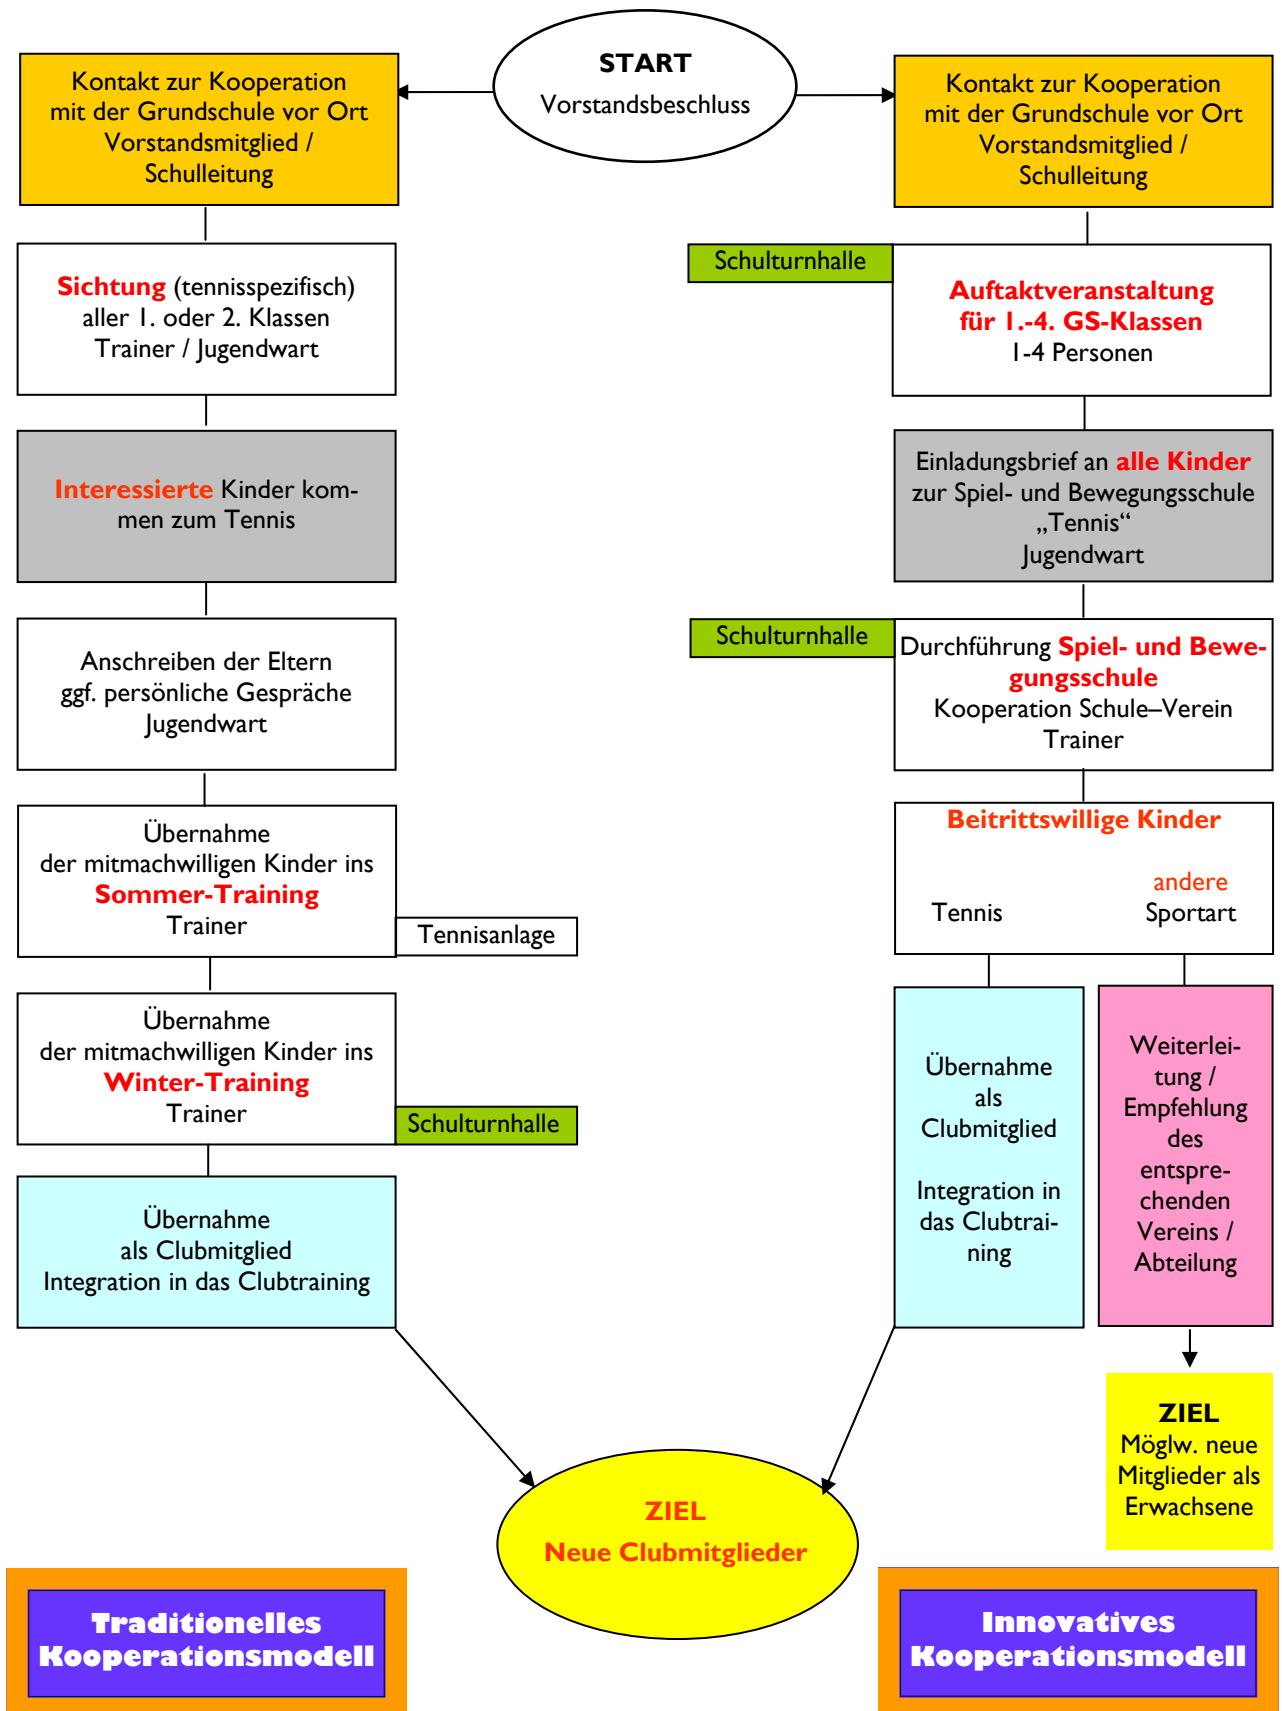 START
Vorstandsbeschluss
Kontakt zur Kooperation
mit der Grundschule vor Ort
Vorstandsmitglied /
Schulleitung
Sichtung (tennisspezifisch)
aller 1. oder 2. Klassen
Trainer / Jugendwart
Interessierte Kinder kom-
men zum Tennis
Anschreiben der Eltern
ggf. persönliche Gespräche
Jugendwart
Übernahme
der mitmachwilligen Kinder ins
Sommer-Training
Trainer
Tennisanlage
Übernahme
der mitmachwilligen Kinder ins
Winter-Training
Trainer
Schulturnhalle
Übernahme
als Clubmitglied
Integration in das Clubtraining
Kontakt zur Kooperation
mit der Grundschule vor Ort
Vorstandsmitglied /
Schulleitung
Schulturnhalle
Auftaktveranstaltung
für 1.-4. GS-Klassen
1-4 Personen
Einladungsbrief an alle Kinder
zur Spiel- und Bewegungsschule
„Tennis“
Jugendwart
Schulturnhalle
Durchführung Spiel- und Bewe-
gungsschule
Kooperation Schule–Verein
Trainer
Beitrittswillige Kinder
andere
Tennis Sportart
Übernahme
als
Clubmitglied
Integration in
das Clubtrai-
ning
Weiterlei-
tung /
Empfehlung
des
entspre-
chenden
Vereins /
Abteilung
ZIEL
Möglw. neue
Mitglieder als
Erwachsene
ZIEL
Neue Clubmitglieder
Traditionelles
Kooperationsmodell
Innovatives
Kooperationsmodell